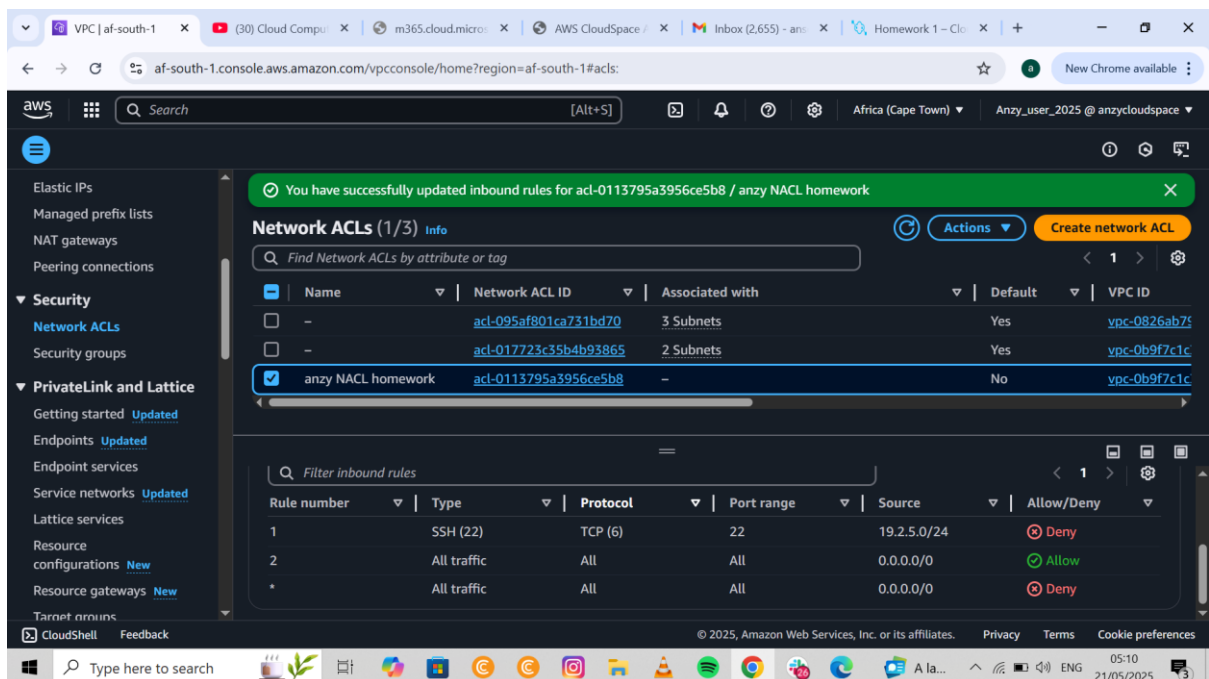 VPC | af-south-1
(30) Cloud Compu
m365.cloud.micros
AWS CloudSpace A
Inbox (2,655) - ans
Homework 1 – Clo
af-south-1.console.aws.amazon.com/vpcconsole/home?region=af-south-1#acls:
a
New Chrome available
aws
Search
[Alt+S]
Africa (Cape Town)
Anzy_user_2025 @ anzycloudspace
Elastic IPs
Managed prefix lists
NAT gateways
Peering connections
Security
Network ACLs
Security groups
PrivateLink and Lattice
Getting started Updated
Endpoints Updated
Endpoint services
Service networks Updated
Lattice services
Resource
configurations New
Resource gateways New
Target groups
You have successfully updated inbound rules for acl-0113795a3956ce5b8 / anzy NACL homework
Network ACLs (1/3) Info
Actions
Create network ACL
Find Network ACLs by attribute or tag
1
Name Network ACL ID Associated with Default VPC ID
– acl-095af801ca731bd70 3 Subnets Yes vpc-0826ab79
– acl-017723c35b4b93865 2 Subnets Yes vpc-0b9f7c1c
anzy NACL homework acl-0113795a3956ce5b8 – No vpc-0b9f7c1c
Filter inbound rules
1
Rule number Type Protocol Port range Source Allow/Deny
1 SSH (22) TCP (6) 22 19.2.5.0/24 Deny
2 All traffic All All 0.0.0.0/0 Allow
* All traffic All All 0.0.0.0/0 Deny
CloudShell Feedback © 2025, Amazon Web Services, Inc. or its affiliates. Privacy Terms Cookie preferences
Type here to search
26
A la...
ENG
05:10
21/05/2025
3